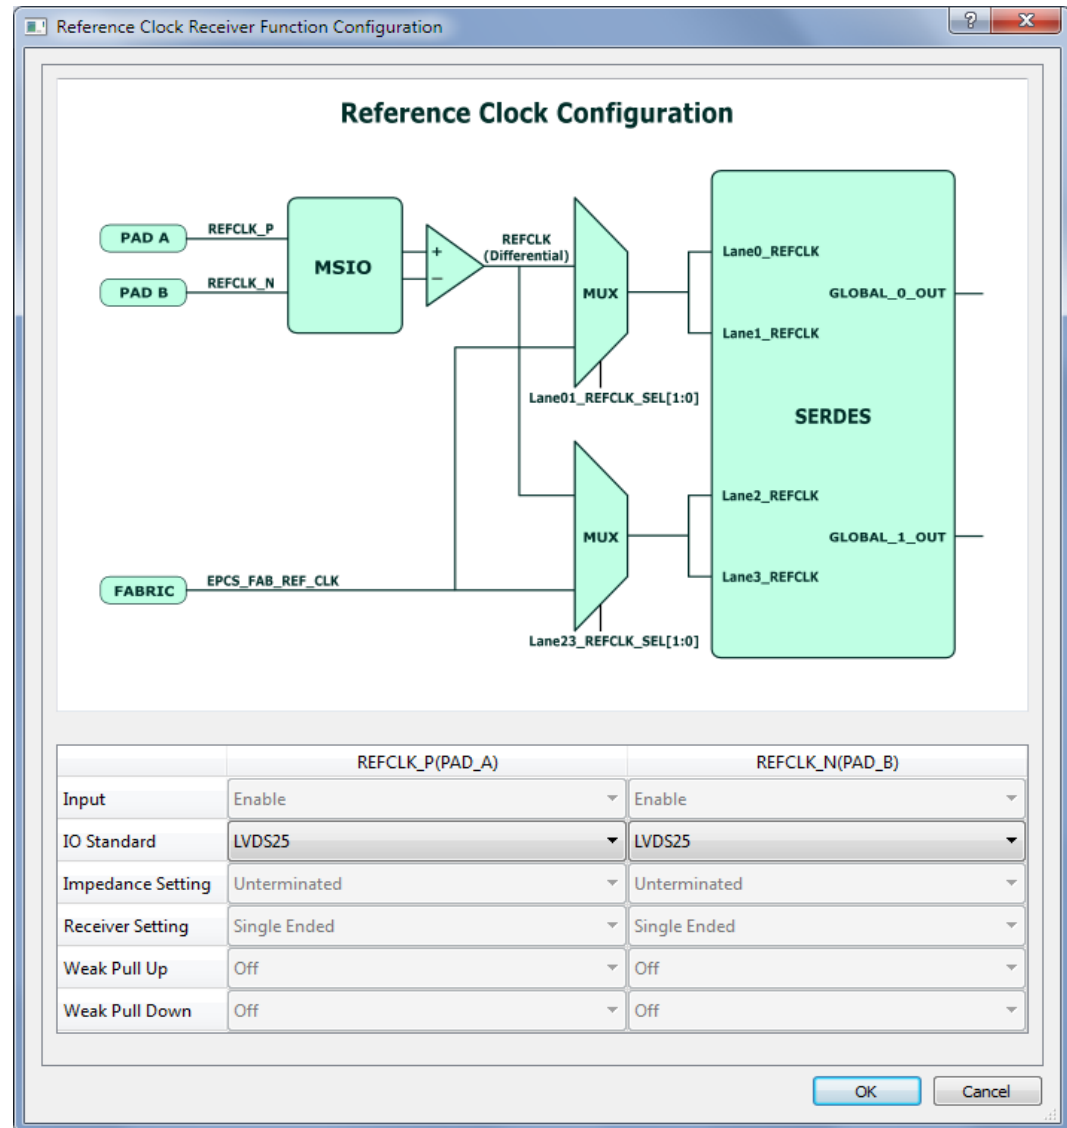 Reference Clock Receiver Function Configuration
?
X
Reference Clock Configuration
PAD A
REFCLK_P
PAD B
REFCLK_N
MSIO
+
−
REFCLK
(Differential)
MUX
Lane01_REFCLK_SEL[1:0]
Lane0_REFCLK
GLOBAL_0_OUT
Lane1_REFCLK
SERDES
MUX
Lane23_REFCLK_SEL[1:0]
Lane2_REFCLK
GLOBAL_1_OUT
Lane3_REFCLK
FABRIC
EPCS_FAB_REF_CLK
REFCLK_P(PAD_A) REFCLK_N(PAD_B)
Input Enable Enable
IO Standard LVDS25 LVDS25
Impedance Setting Unterminated Unterminated
Receiver Setting Single Ended Single Ended
Weak Pull Up Off Off
Weak Pull Down Off Off
OK Cancel